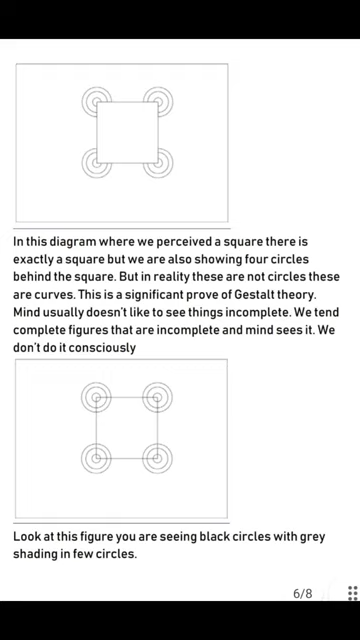 In this diagram where we perceived a square there is
exactly a square but we are also showing four circles
behind the square. But in reality these are not circles these
are curves. This is a significant prove of Gestalt theory.
Mind usually doesn't like to see things incomplete. We tend
complete figures that are incomplete and mind sees it. We
don't do it consciously
Look at this figure you are seeing black circles with grey
shading in few circles.
6/8